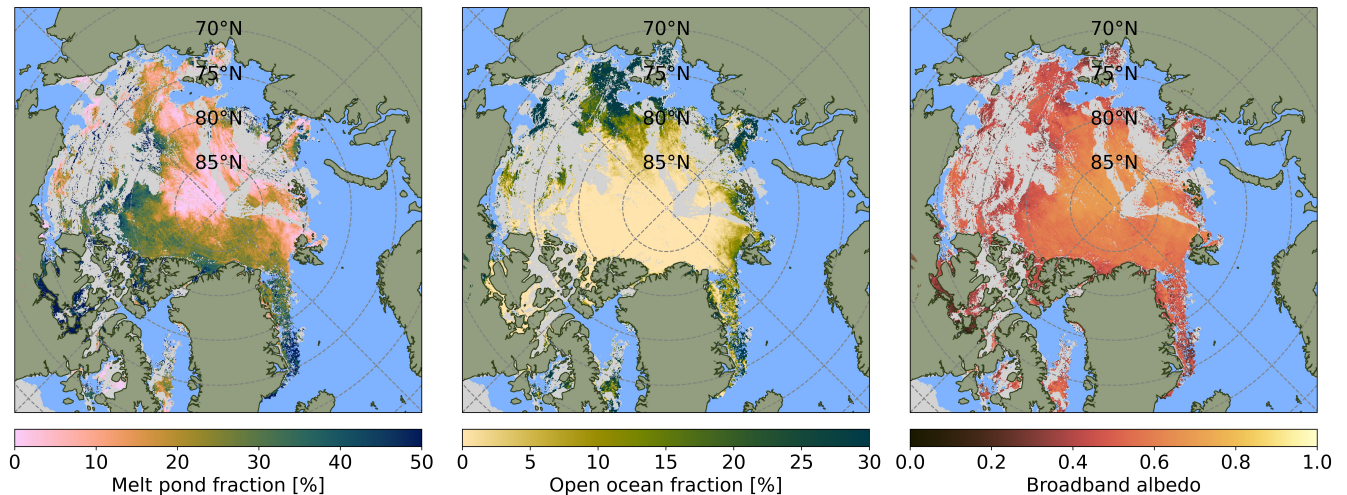 70°N
75°N
80°N
85°N
0 10 20 30 40 50
Melt pond fraction [%]
70°N
75°N
80°N
85°N
0 5 10 15 20 25 30
Open ocean fraction [%]
70°N
75°N
80°N
85°N
0.0 0.2 0.4 0.6 0.8 1.0
Broadband albedo